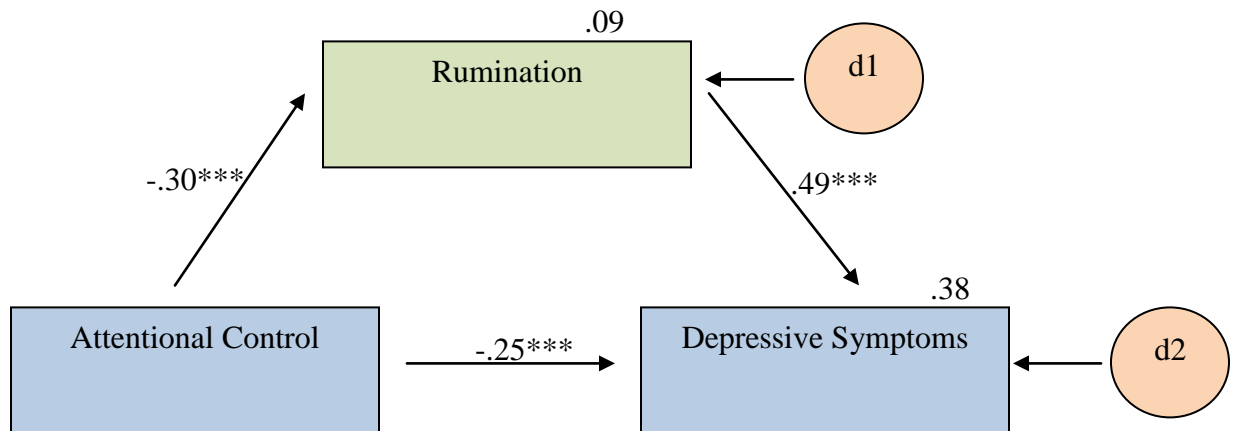 .09
Rumination
d1
-.30***
.49***
.38
Attentional Control
-.25***
Depressive Symptoms
d2